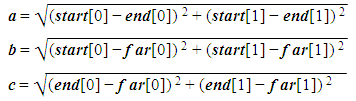 a = √(start[0] − end[0]) ² + (start[1] − end[1]) ²
b = √(start[0] − far[0]) ² + (start[1] − far[1]) ²
c = √(end[0] − far[0]) ² + (end[1] − far[1]) ²